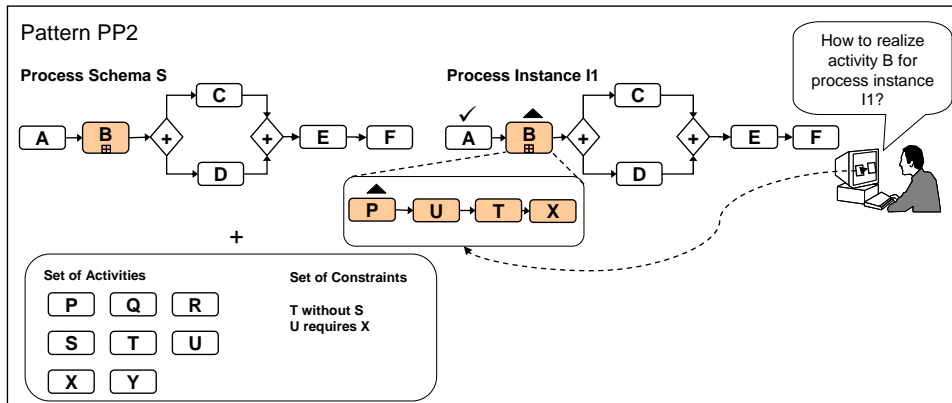 Pattern PP2
Process Schema S
A
B
+
C
D
+
E
F
Process Instance I1
A
B
+
C
D
+
E
F
How to realize
activity B for
process instance
I1?
P
U
T
X
+
Set of Activities
P Q R
S T U
X Y
Set of Constraints
T without S
U requires X